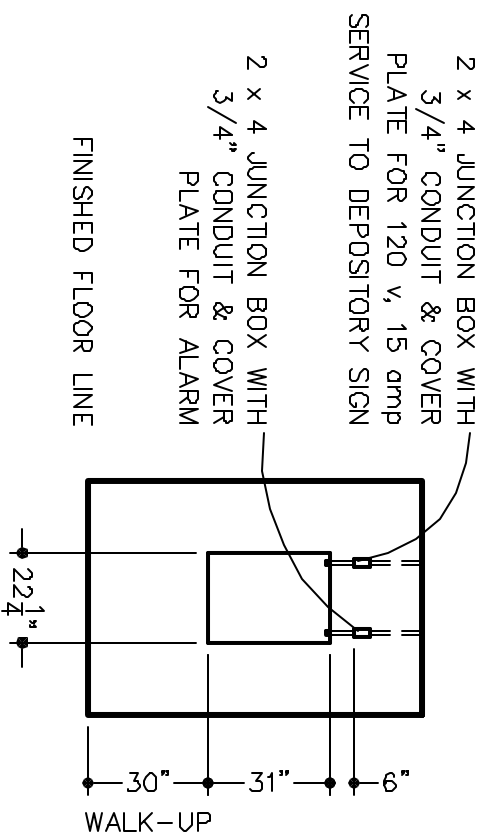 2 x 4 JUNCTION BOX WITH
3/4" CONDUIT & COVER
PLATE FOR 120 v, 15 amp
SERVICE TO DEPOSITORY SIGN
2 x 4 JUNCTION BOX WITH
3/4" CONDUIT & COVER
PLATE FOR ALARM
FINISHED FLOOR LINE
22 1/4"
6"
31"
30"
WALK-UP